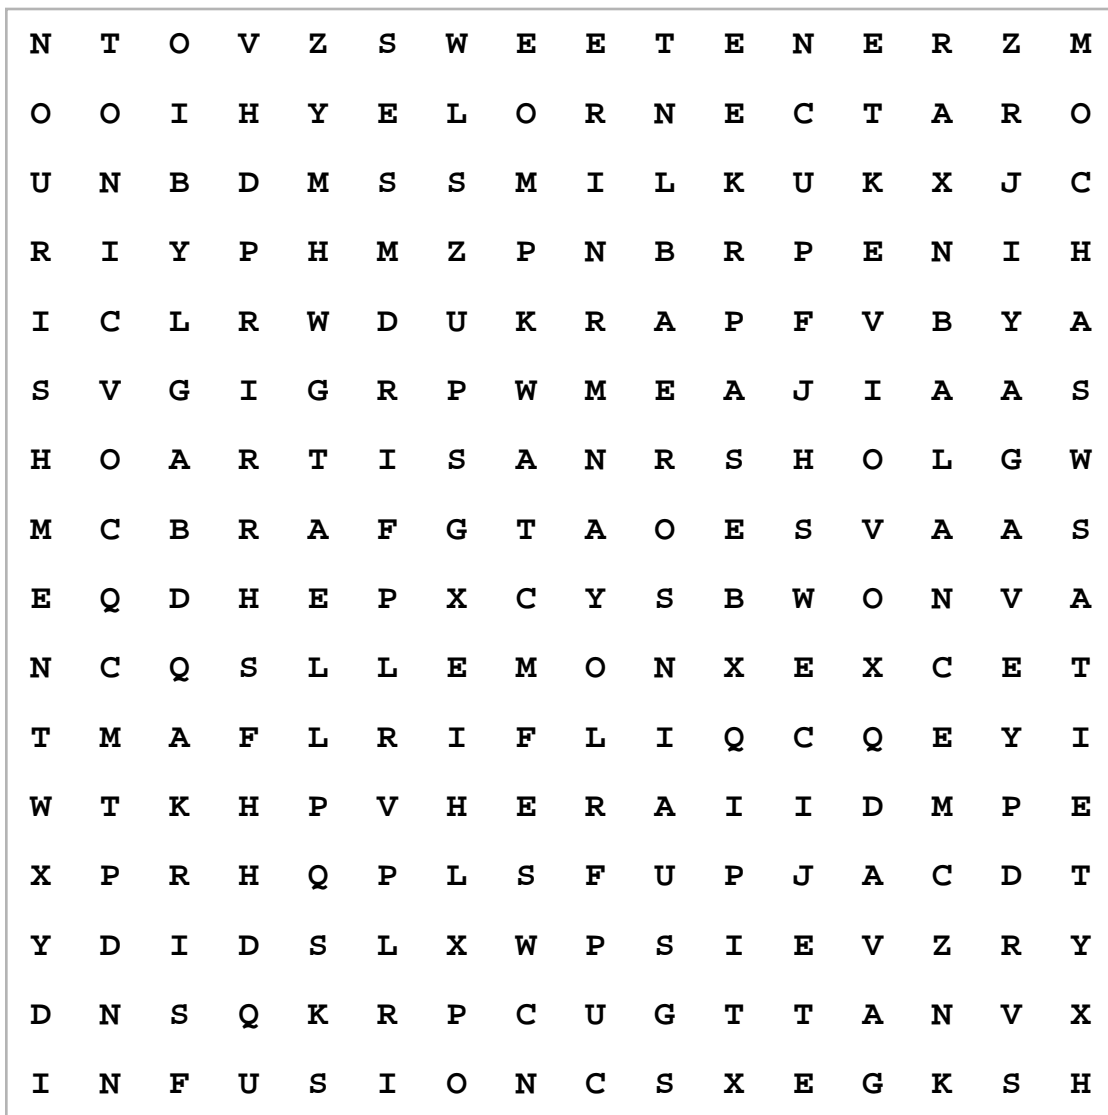 N T O V Z S W E E T E N E R Z M
O O I H Y E L O R N E C T A R O
U N B D M S S M I L K U K X J C
R I Y P H M Z P N B R P E N I H
I C L R W D U K R A P F V B Y A
S V G I G R P W M E A J I A A S
H O A R T I S A N R S H O L G W
M C B R A F G T A O E S V A A S
E Q D H E P X C Y S B W O N V A
N C Q S L L E M O N X E X C E T
T M A F L R I F L I Q C Q E Y I
W T K H P V H E R A I I D M P E
X P R H Q P L S F U P J A C D T
Y D I D S L X W P S I E V Z R Y
D N S Q K R P C U G T T A N V X
I N F U S I O N C S X E G K S H